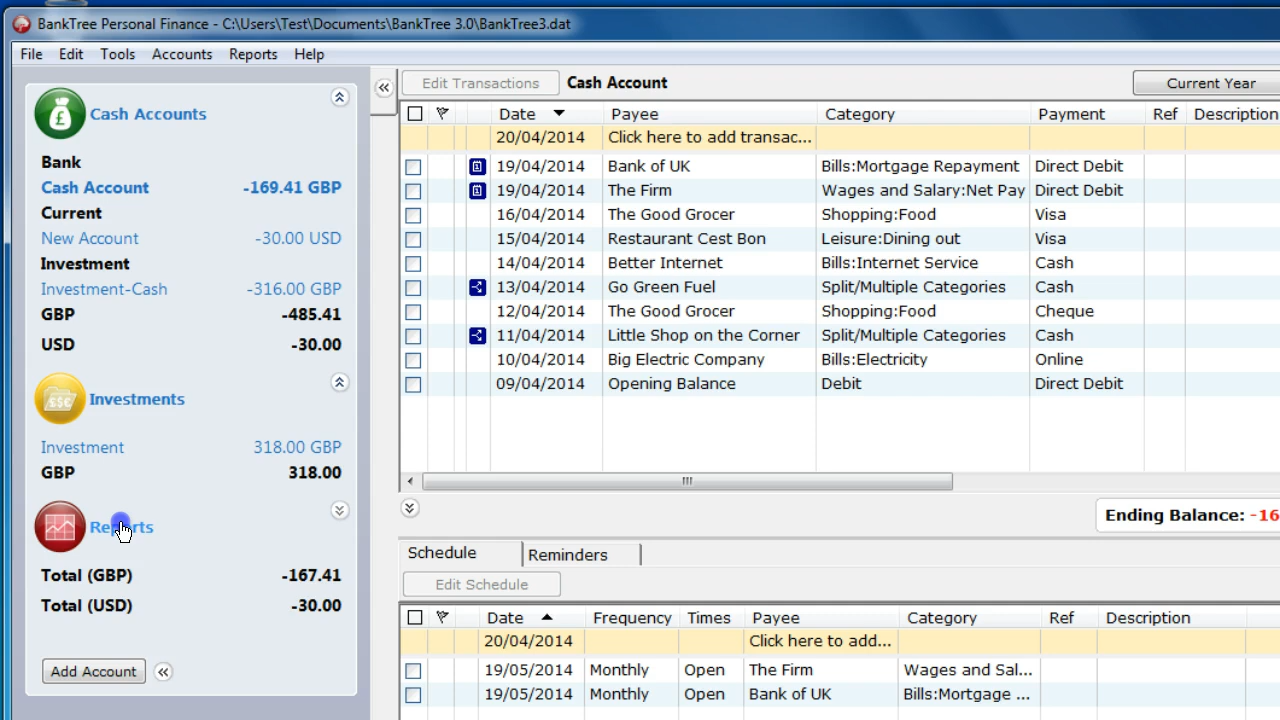 BankTree Personal Finance - C:\Users\Test\Documents\BankTree 3.0\BankTree3.dat
File Edit Tools Accounts Reports Help
Cash Accounts
Bank
Cash Account -169.41 GBP
Current
New Account -30.00 USD
Investment
Investment-Cash -316.00 GBP
GBP -485.41
USD -30.00
Investments
Investment 318.00 GBP
GBP 318.00
Reports
Total (GBP) -167.41
Total (USD) -30.00
Add Account
Edit Transactions Cash Account Current Year
Date Payee Category Payment Ref Description
20/04/2014 Click here to add transac...
19/04/2014 Bank of UK Bills:Mortgage Repayment Direct Debit
19/04/2014 The Firm Wages and Salary:Net Pay Direct Debit
16/04/2014 The Good Grocer Shopping:Food Visa
15/04/2014 Restaurant Cest Bon Leisure:Dining out Visa
14/04/2014 Better Internet Bills:Internet Service Cash
13/04/2014 Go Green Fuel Split/Multiple Categories Cash
12/04/2014 The Good Grocer Shopping:Food Cheque
11/04/2014 Little Shop on the Corner Split/Multiple Categories Cash
10/04/2014 Big Electric Company Bills:Electricity Online
09/04/2014 Opening Balance Debit Direct Debit
Ending Balance: -16
Schedule Reminders
Edit Schedule
Date Frequency Times Payee Category Ref Description
20/04/2014 Click here to add...
19/05/2014 Monthly Open The Firm Wages and Sal...
19/05/2014 Monthly Open Bank of UK Bills:Mortgage ...